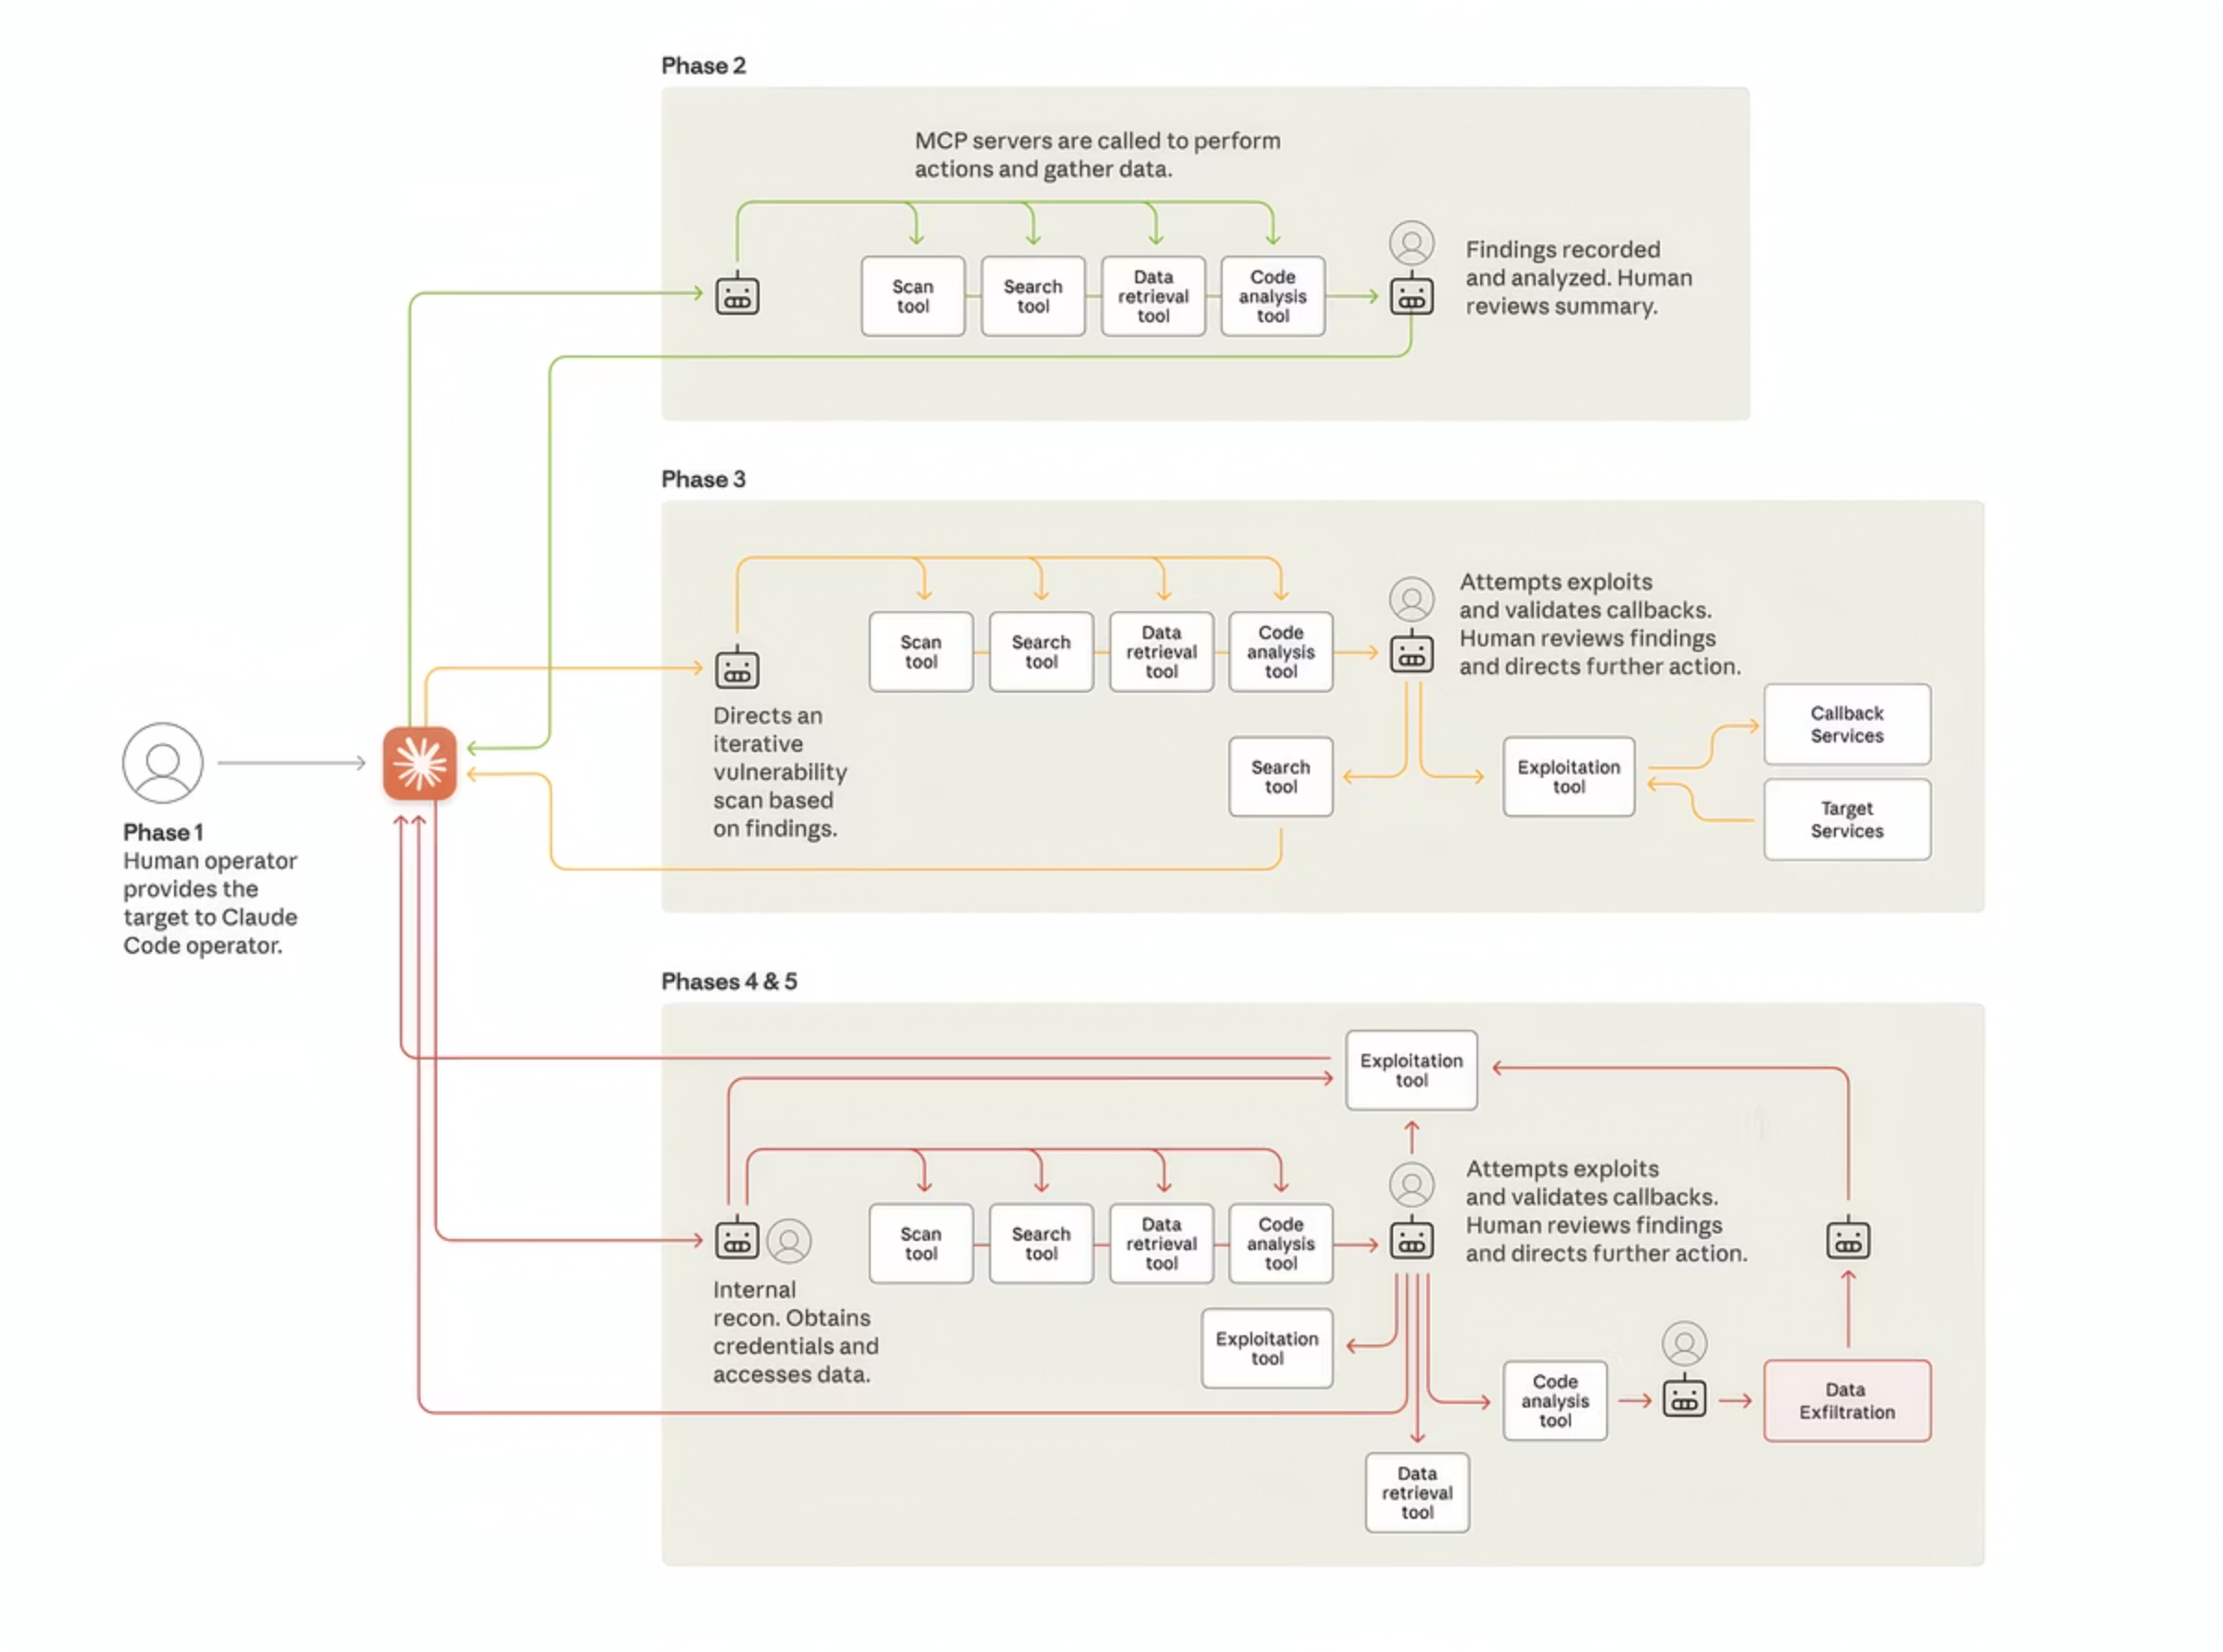 Phase 2
MCP servers are called to perform
actions and gather data.
Scan
tool
Search
tool
Data
retrieval
tool
Code
analysis
tool
Findings recorded
and analyzed. Human
reviews summary.
Phase 3
Scan
tool
Search
tool
Data
retrieval
tool
Code
analysis
tool
Attempts exploits
and validates callbacks.
Human reviews findings
and directs further action.
Directs an
iterative
vulnerability
scan based
on findings.
Search
tool
Exploitation
tool
Callback
Services
Target
Services
Phase 1
Human operator
provides the
target to Claude
Code operator.
Phases 4 & 5
Exploitation
tool
Scan
tool
Search
tool
Data
retrieval
tool
Code
analysis
tool
Attempts exploits
and validates callbacks.
Human reviews findings
and directs further action.
Internal
recon. Obtains
credentials and
accesses data.
Exploitation
tool
Code
analysis
tool
Data
Exfiltration
Data
retrieval
tool